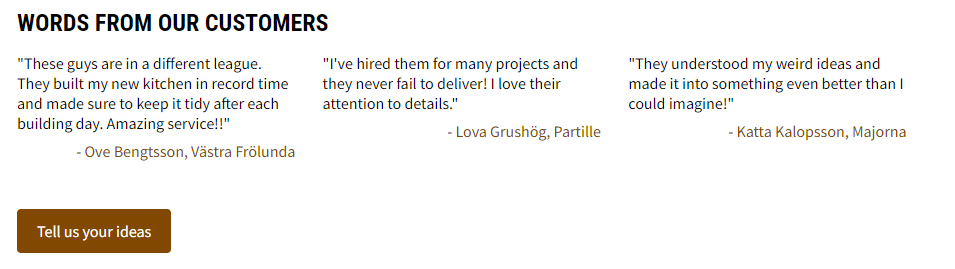 WORDS FROM OUR CUSTOMERS
"These guys are in a different league.
They built my new kitchen in record time
and made sure to keep it tidy after each
building day. Amazing service!!"
- Ove Bengtsson, Västra Frölunda
"I've hired them for many projects and
they never fail to deliver! I love their
attention to details."
- Lova Grushög, Partille
"They understood my weird ideas and
made it into something even better than I
could imagine!"
- Katta Kalopsson, Majorna
Tell us your ideas